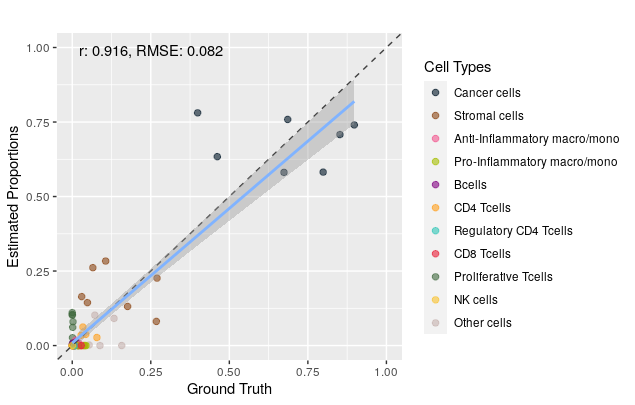 r: 0.916, RMSE: 0.082
1.00
0.75
0.50
0.25
0.00
Estimated Proportions
0.00 0.25 0.50 0.75 1.00
Ground Truth
Cell Types
Cancer cells
Stromal cells
Anti-Inflammatory macro/mono
Pro-Inflammatory macro/mono
Bcells
CD4 Tcells
Regulatory CD4 Tcells
CD8 Tcells
Proliferative Tcells
NK cells
Other cells